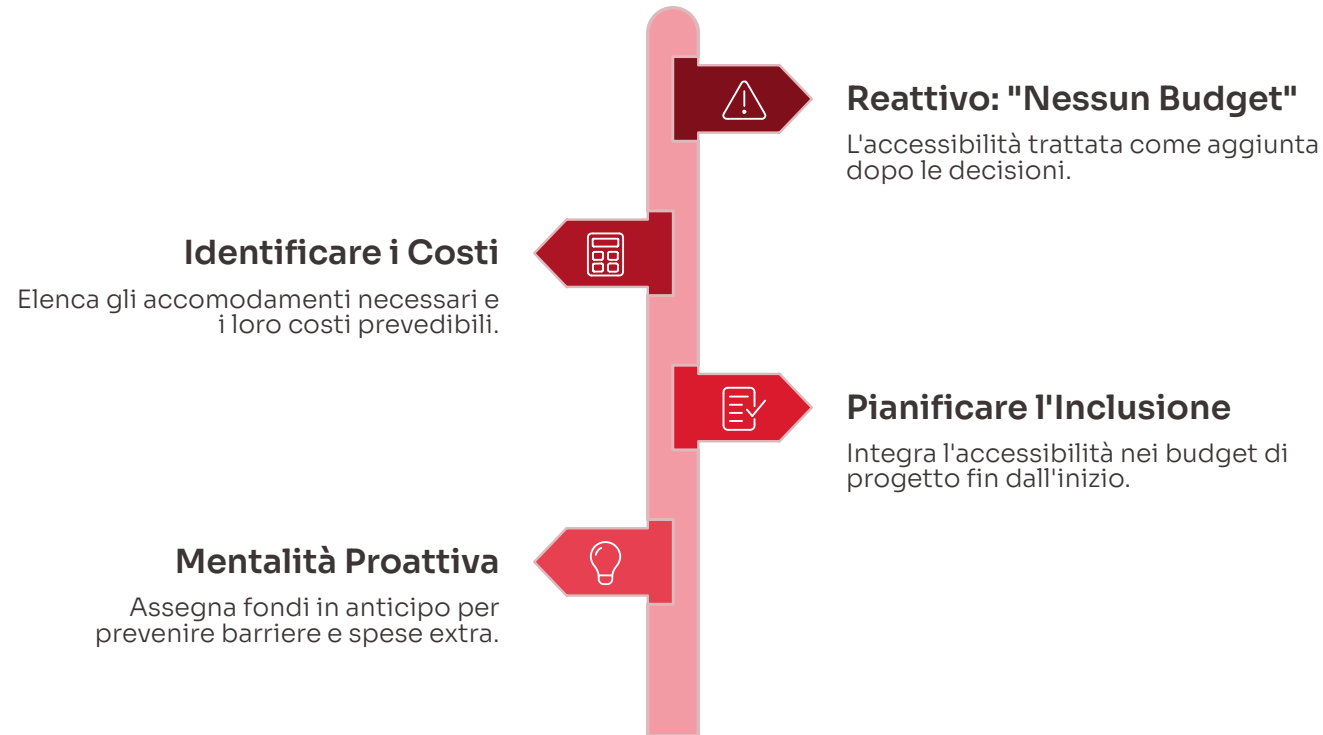 Reattivo: "Nessun Budget"
L'accessibilità trattata come aggiunta
dopo le decisioni.
Identificare i Costi
Elenca gli accomodamenti necessari e
i loro costi prevedibili.
Pianificare l'Inclusione
Integra l'accessibilità nei budget di
progetto fin dall'inizio.
Mentalità Proattiva
Assegna fondi in anticipo per
prevenire barriere e spese extra.